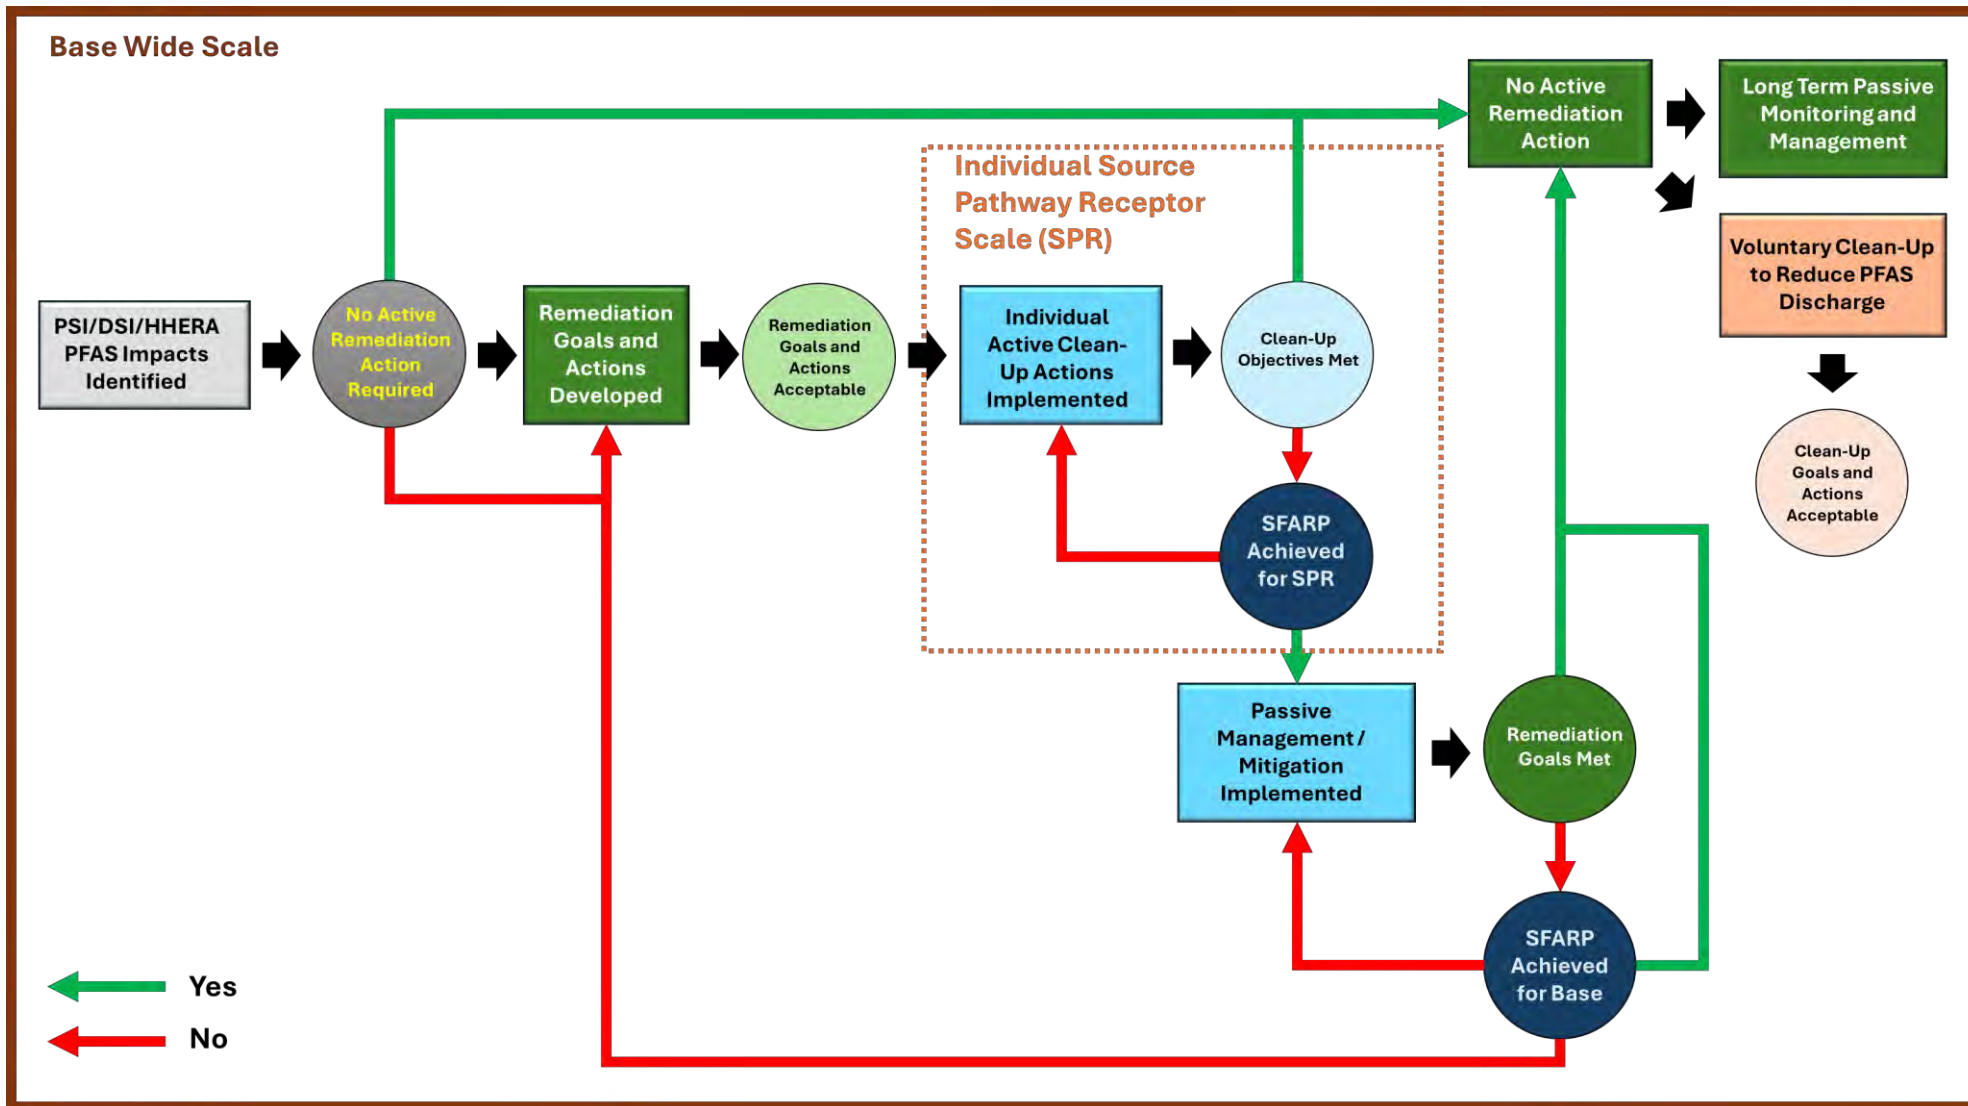 Base Wide Scale
No Active
Remediation
Action
Long Term Passive
Monitoring and
Management
Individual Source
Pathway Receptor
Scale (SPR)
Voluntary Clean-Up
to Reduce PFAS
Discharge
PSI/DSI/HHERA
PFAS Impacts
Identified
No Active
Remediation
Action
Required
Remediation
Goals and
Actions
Developed
Remediation
Goals and
Actions
Acceptable
Individual
Active Clean-
Up Actions
Implemented
Clean-Up
Objectives Met
Clean-Up
Goals and
Actions
Acceptable
SFARP
Achieved
for SPR
Passive
Management /
Mitigation
Implemented
Remediation
Goals Met
SFARP
Achieved
for Base
Yes
No